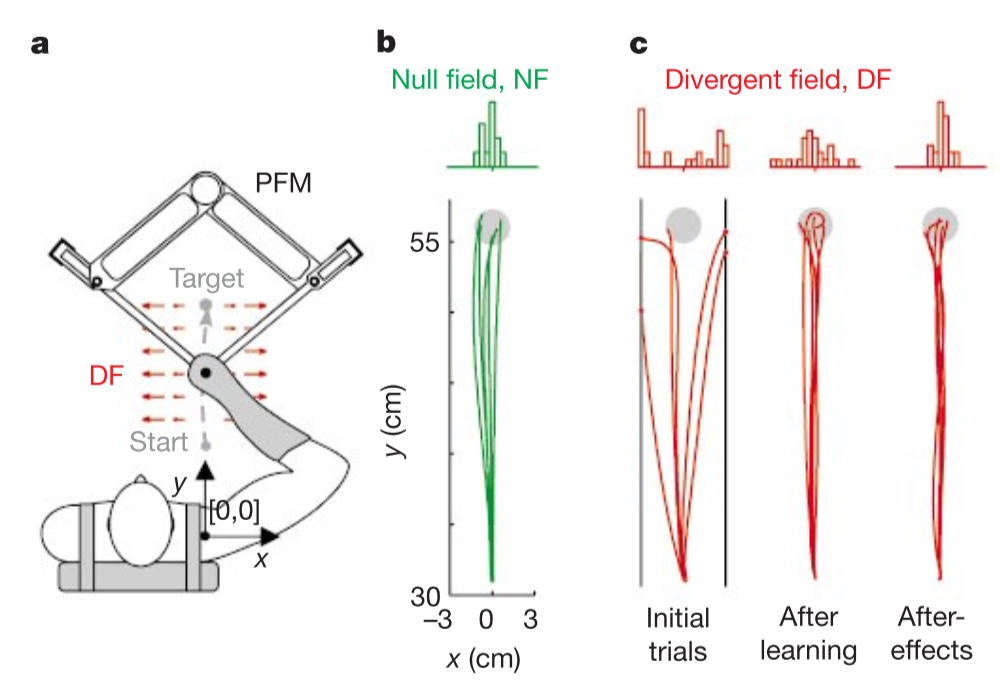 a
PFM
Target
DF
Start
y
[0,0]
x
b
Null field, NF
55
y (cm)
30
–3 0 3
x (cm)
c
Divergent field, DF
Initial
trials
After
learning
After-
effects